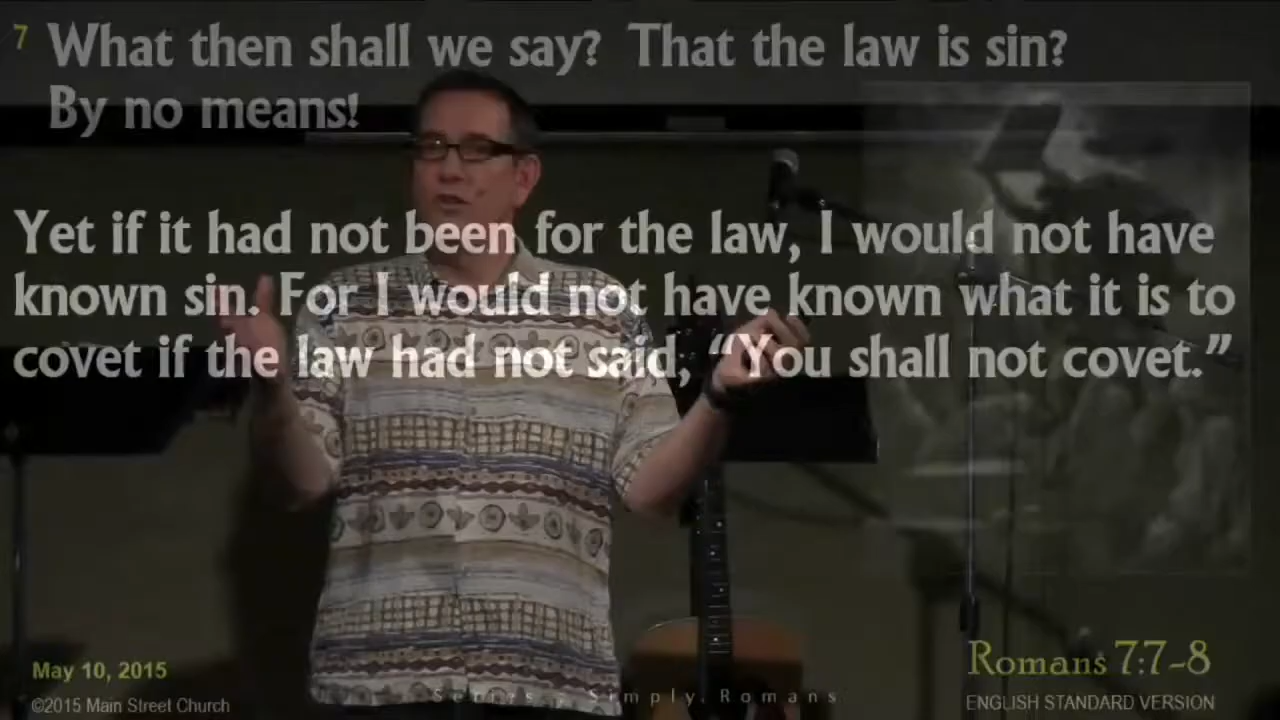 7 What then shall we say? That the law is sin?
By no means!
Yet if it had not been for the law, I would not have
known sin. For I would not have known what it is to
covet if the law had not said, “You shall not covet.”
May 10, 2015
©2015 Main Street Church
Series - Simply Romans
Romans 7:7-8
ENGLISH STANDARD VERSION